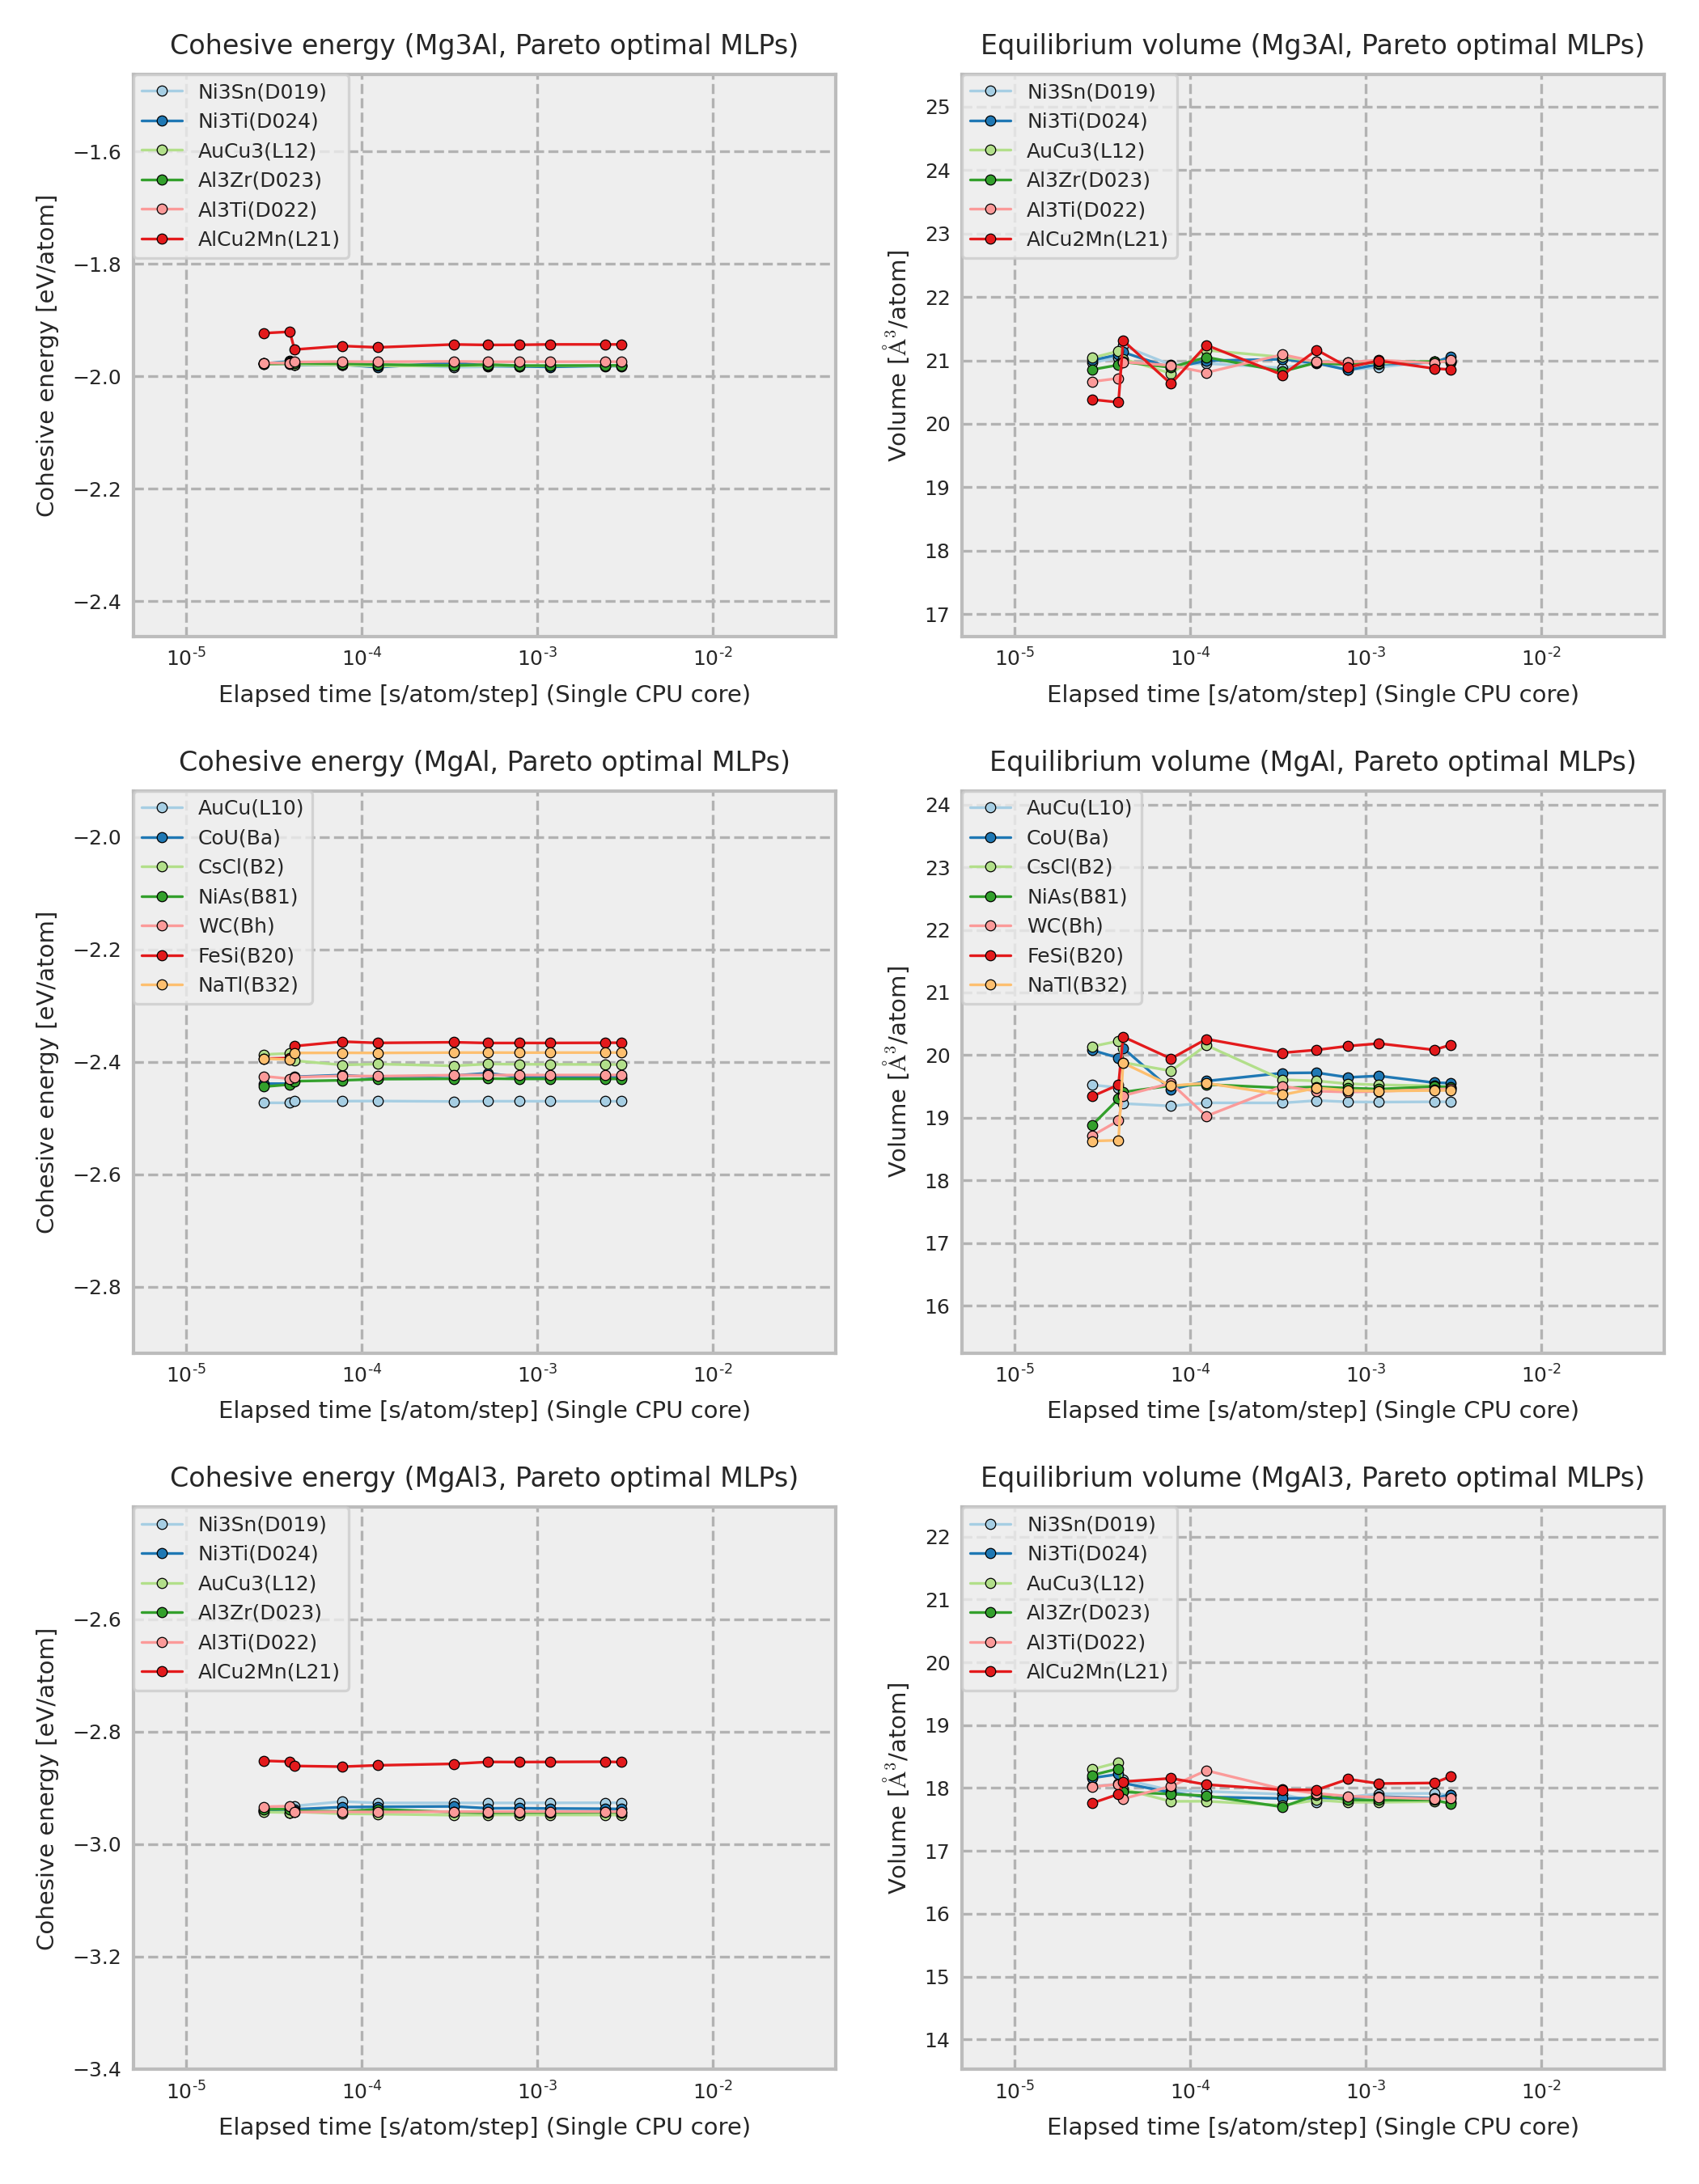 Cohesive energy (Mg3Al, Pareto optimal MLPs)
Ni3Sn(D019)
Ni3Ti(D024)
AuCu3(L12)
Al3Zr(D023)
Al3Ti(D022)
AlCu2Mn(L21)
−1.6
−1.8
−2.0
−2.2
−2.4
Cohesive energy [eV/atom]
10-5
10-4
10-3
10-2
Elapsed time [s/atom/step] (Single CPU core)
Equilibrium volume (Mg3Al, Pareto optimal MLPs)
Ni3Sn(D019)
Ni3Ti(D024)
AuCu3(L12)
Al3Zr(D023)
Al3Ti(D022)
AlCu2Mn(L21)
25
24
23
22
21
20
19
18
17
Volume [Å3/atom]
10-5
10-4
10-3
10-2
Elapsed time [s/atom/step] (Single CPU core)
Cohesive energy (MgAl, Pareto optimal MLPs)
AuCu(L10)
CoU(Ba)
CsCl(B2)
NiAs(B81)
WC(Bh)
FeSi(B20)
NaTl(B32)
−2.0
−2.2
−2.4
−2.6
−2.8
Cohesive energy [eV/atom]
10-5
10-4
10-3
10-2
Elapsed time [s/atom/step] (Single CPU core)
Equilibrium volume (MgAl, Pareto optimal MLPs)
AuCu(L10)
CoU(Ba)
CsCl(B2)
NiAs(B81)
WC(Bh)
FeSi(B20)
NaTl(B32)
24
23
22
21
20
19
18
17
16
Volume [Å3/atom]
10-5
10-4
10-3
10-2
Elapsed time [s/atom/step] (Single CPU core)
Cohesive energy (MgAl3, Pareto optimal MLPs)
Ni3Sn(D019)
Ni3Ti(D024)
AuCu3(L12)
Al3Zr(D023)
Al3Ti(D022)
AlCu2Mn(L21)
−2.6
−2.8
−3.0
−3.2
−3.4
Cohesive energy [eV/atom]
10-5
10-4
10-3
10-2
Elapsed time [s/atom/step] (Single CPU core)
Equilibrium volume (MgAl3, Pareto optimal MLPs)
Ni3Sn(D019)
Ni3Ti(D024)
AuCu3(L12)
Al3Zr(D023)
Al3Ti(D022)
AlCu2Mn(L21)
22
21
20
19
18
17
16
15
14
Volume [Å3/atom]
10-5
10-4
10-3
10-2
Elapsed time [s/atom/step] (Single CPU core)